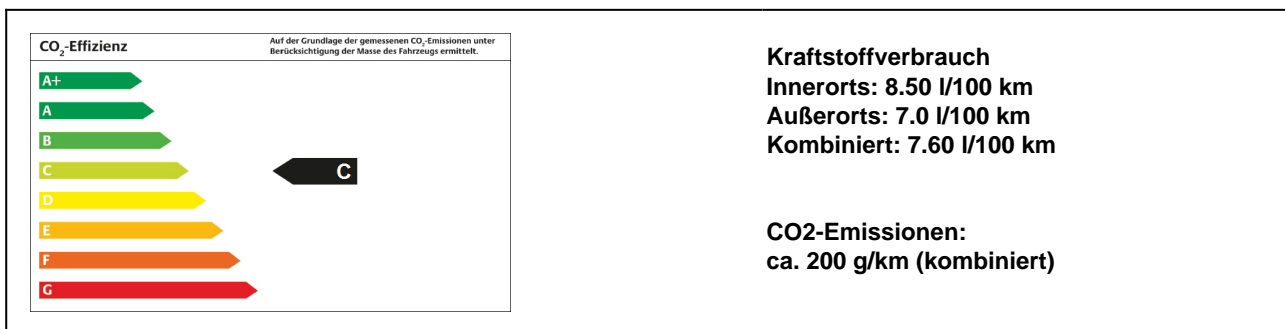 CO2-Effizienz
Auf der Grundlage der gemessenen CO2-Emissionen unter
Berücksichtigung der Masse des Fahrzeugs ermittelt.
A+
A
B
C
C
D
E
F
G
Kraftstoffverbrauch
Innerorts: 8.50 l/100 km
Außerorts: 7.0 l/100 km
Kombiniert: 7.60 l/100 km
CO2-Emissionen:
ca. 200 g/km (kombiniert)